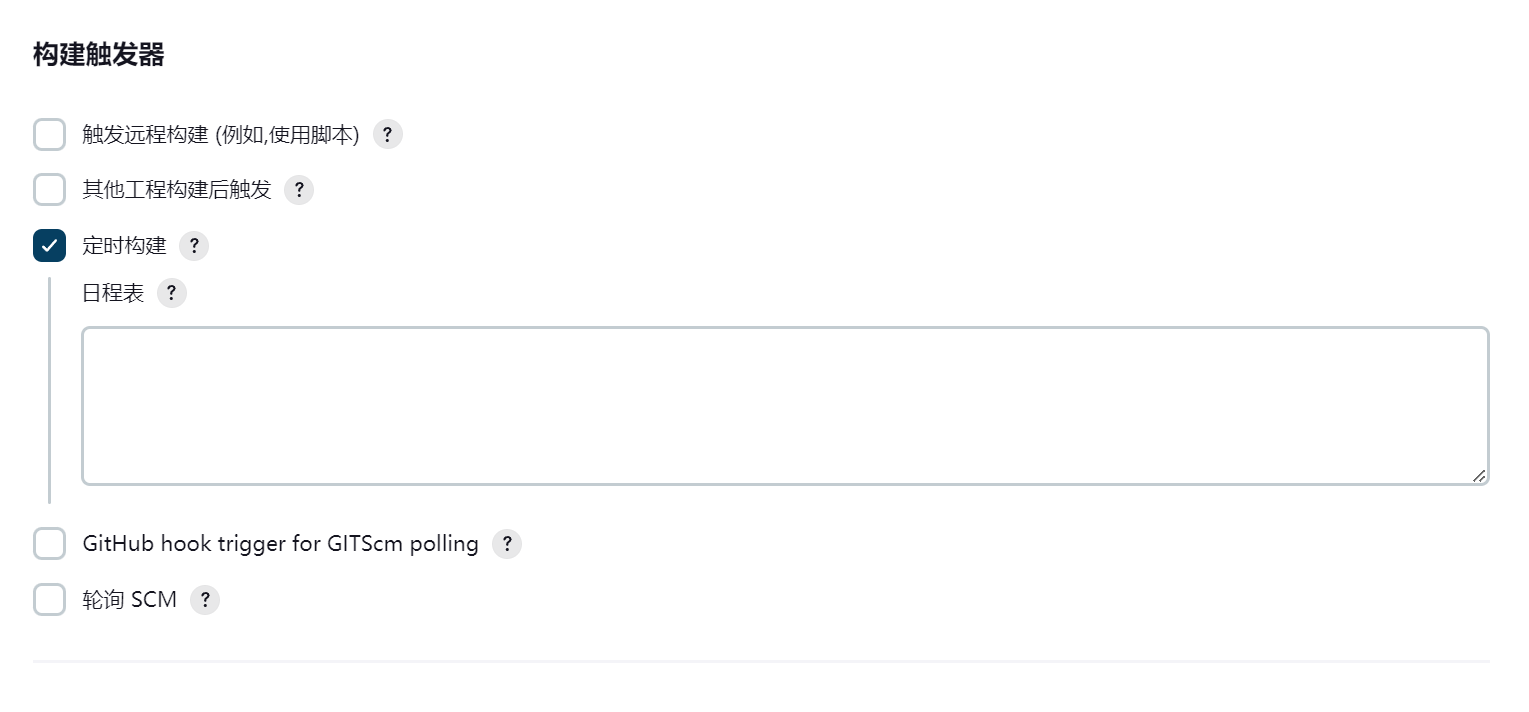 构建触发器
触发远程构建 (例如,使用脚本) ?
其他工程构建后触发 ?
定时构建 ?
日程表 ?
GitHub hook trigger for GITScm polling ?
轮询 SCM ?